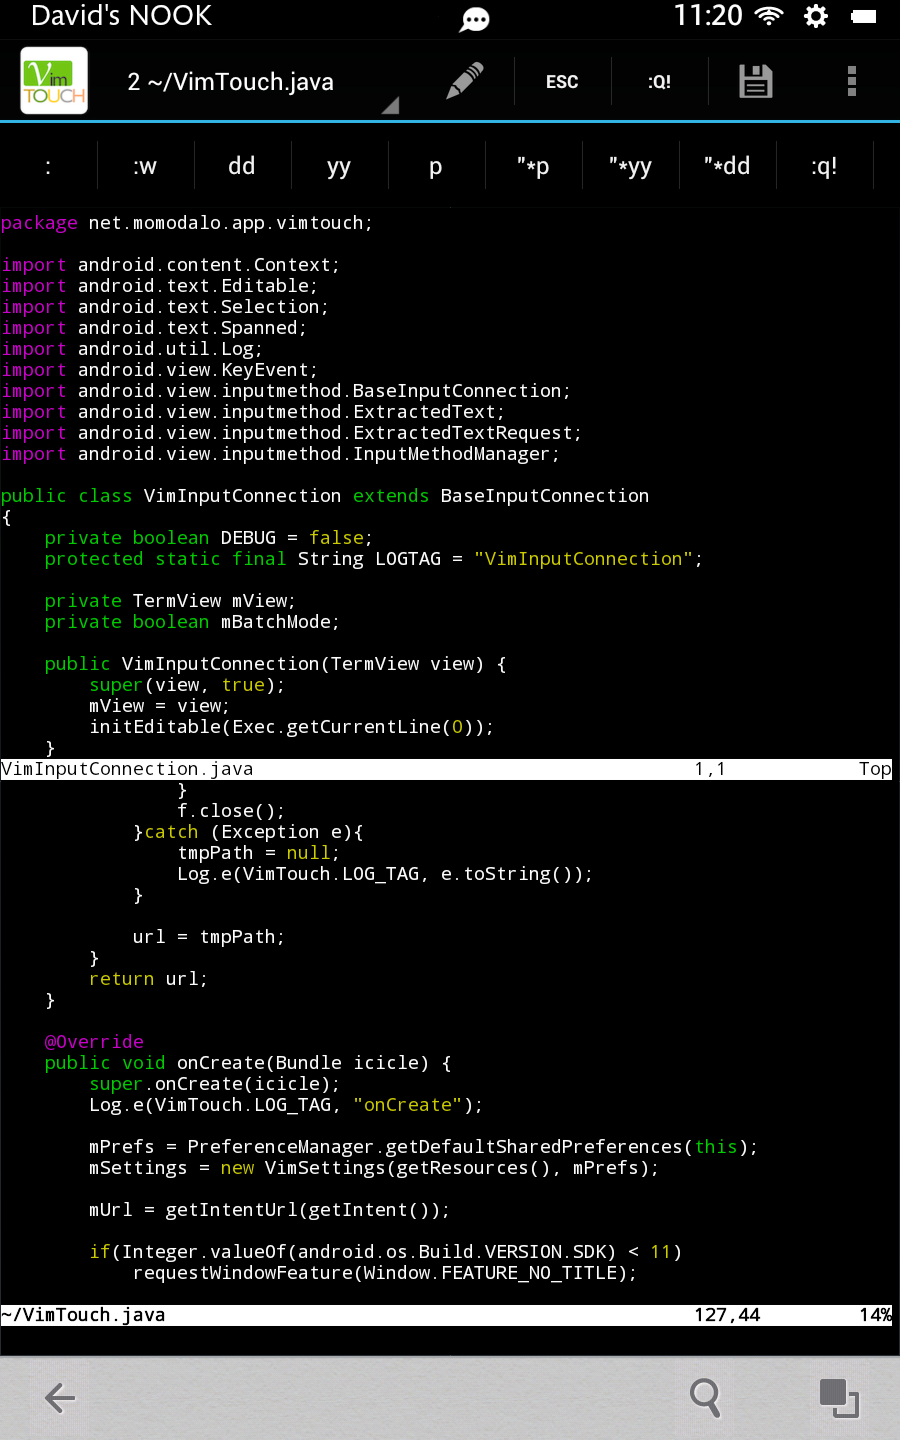 David's NOOK
11:20
Vim
TOUCH
2 ~/VimTouch.java
ESC
:Q!
:
:w
dd
yy
p
"*p
"*yy
"*dd
:q!
package net.momodalo.app.vimtouch;
import android.content.Context;
import android.text.Editable;
import android.text.Selection;
import android.text.Spanned;
import android.util.Log;
import android.view.KeyEvent;
import android.view.inputmethod.BaseInputConnection;
import android.view.inputmethod.ExtractedText;
import android.view.inputmethod.ExtractedTextRequest;
import android.view.inputmethod.InputMethodManager;
public class VimInputConnection extends BaseInputConnection
{
    private boolean DEBUG = false;
    protected static final String LOGTAG = "VimInputConnection";
    private TermView mView;
    private boolean mBatchMode;
    public VimInputConnection(TermView view) {
        super(view, true);
        mView = view;
        initEditable(Exec.getCurrentLine(0));
    }
VimInputConnection.java 1,1 Top
                }
                f.close();
            }catch (Exception e){
                tmpPath = null;
                Log.e(VimTouch.LOG_TAG, e.toString());
            }
            url = tmpPath;
        }
        return url;
    }
    @Override
    public void onCreate(Bundle icicle) {
        super.onCreate(icicle);
        Log.e(VimTouch.LOG_TAG, "onCreate");
        mPrefs = PreferenceManager.getDefaultSharedPreferences(this);
        mSettings = new VimSettings(getResources(), mPrefs);
        mUrl = getIntentUrl(getIntent());
        if(Integer.valueOf(android.os.Build.VERSION.SDK) < 11)
            requestWindowFeature(Window.FEATURE_NO_TITLE);
~/VimTouch.java 127,44 14%